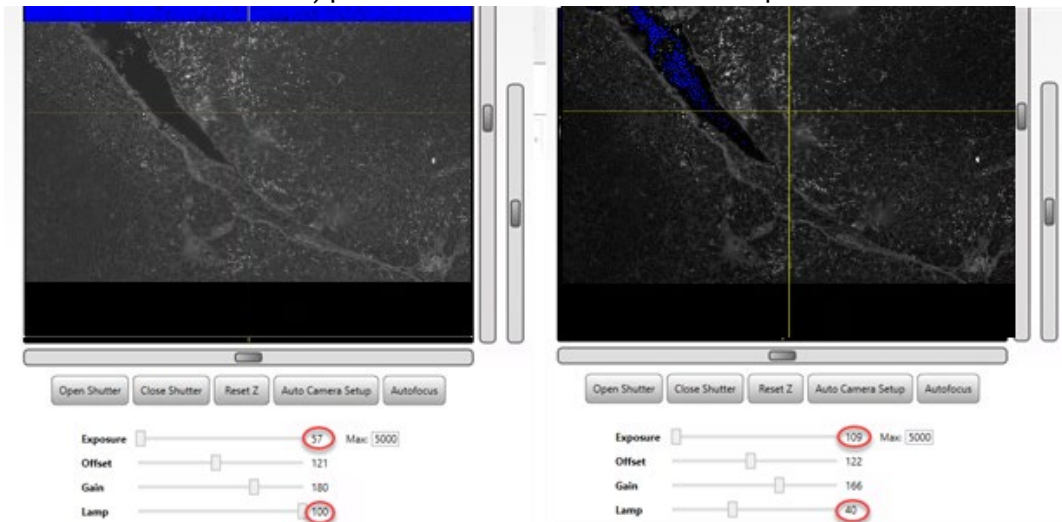 Open Shutter Close Shutter Reset Z Auto Camera Setup Autofocus
Exposure 57 Max: 5000
Offset 121
Gain 180
Lamp 100
Open Shutter Close Shutter Reset Z Auto Camera Setup Autofocus
Exposure 109 Max: 5000
Offset 122
Gain 166
Lamp 40